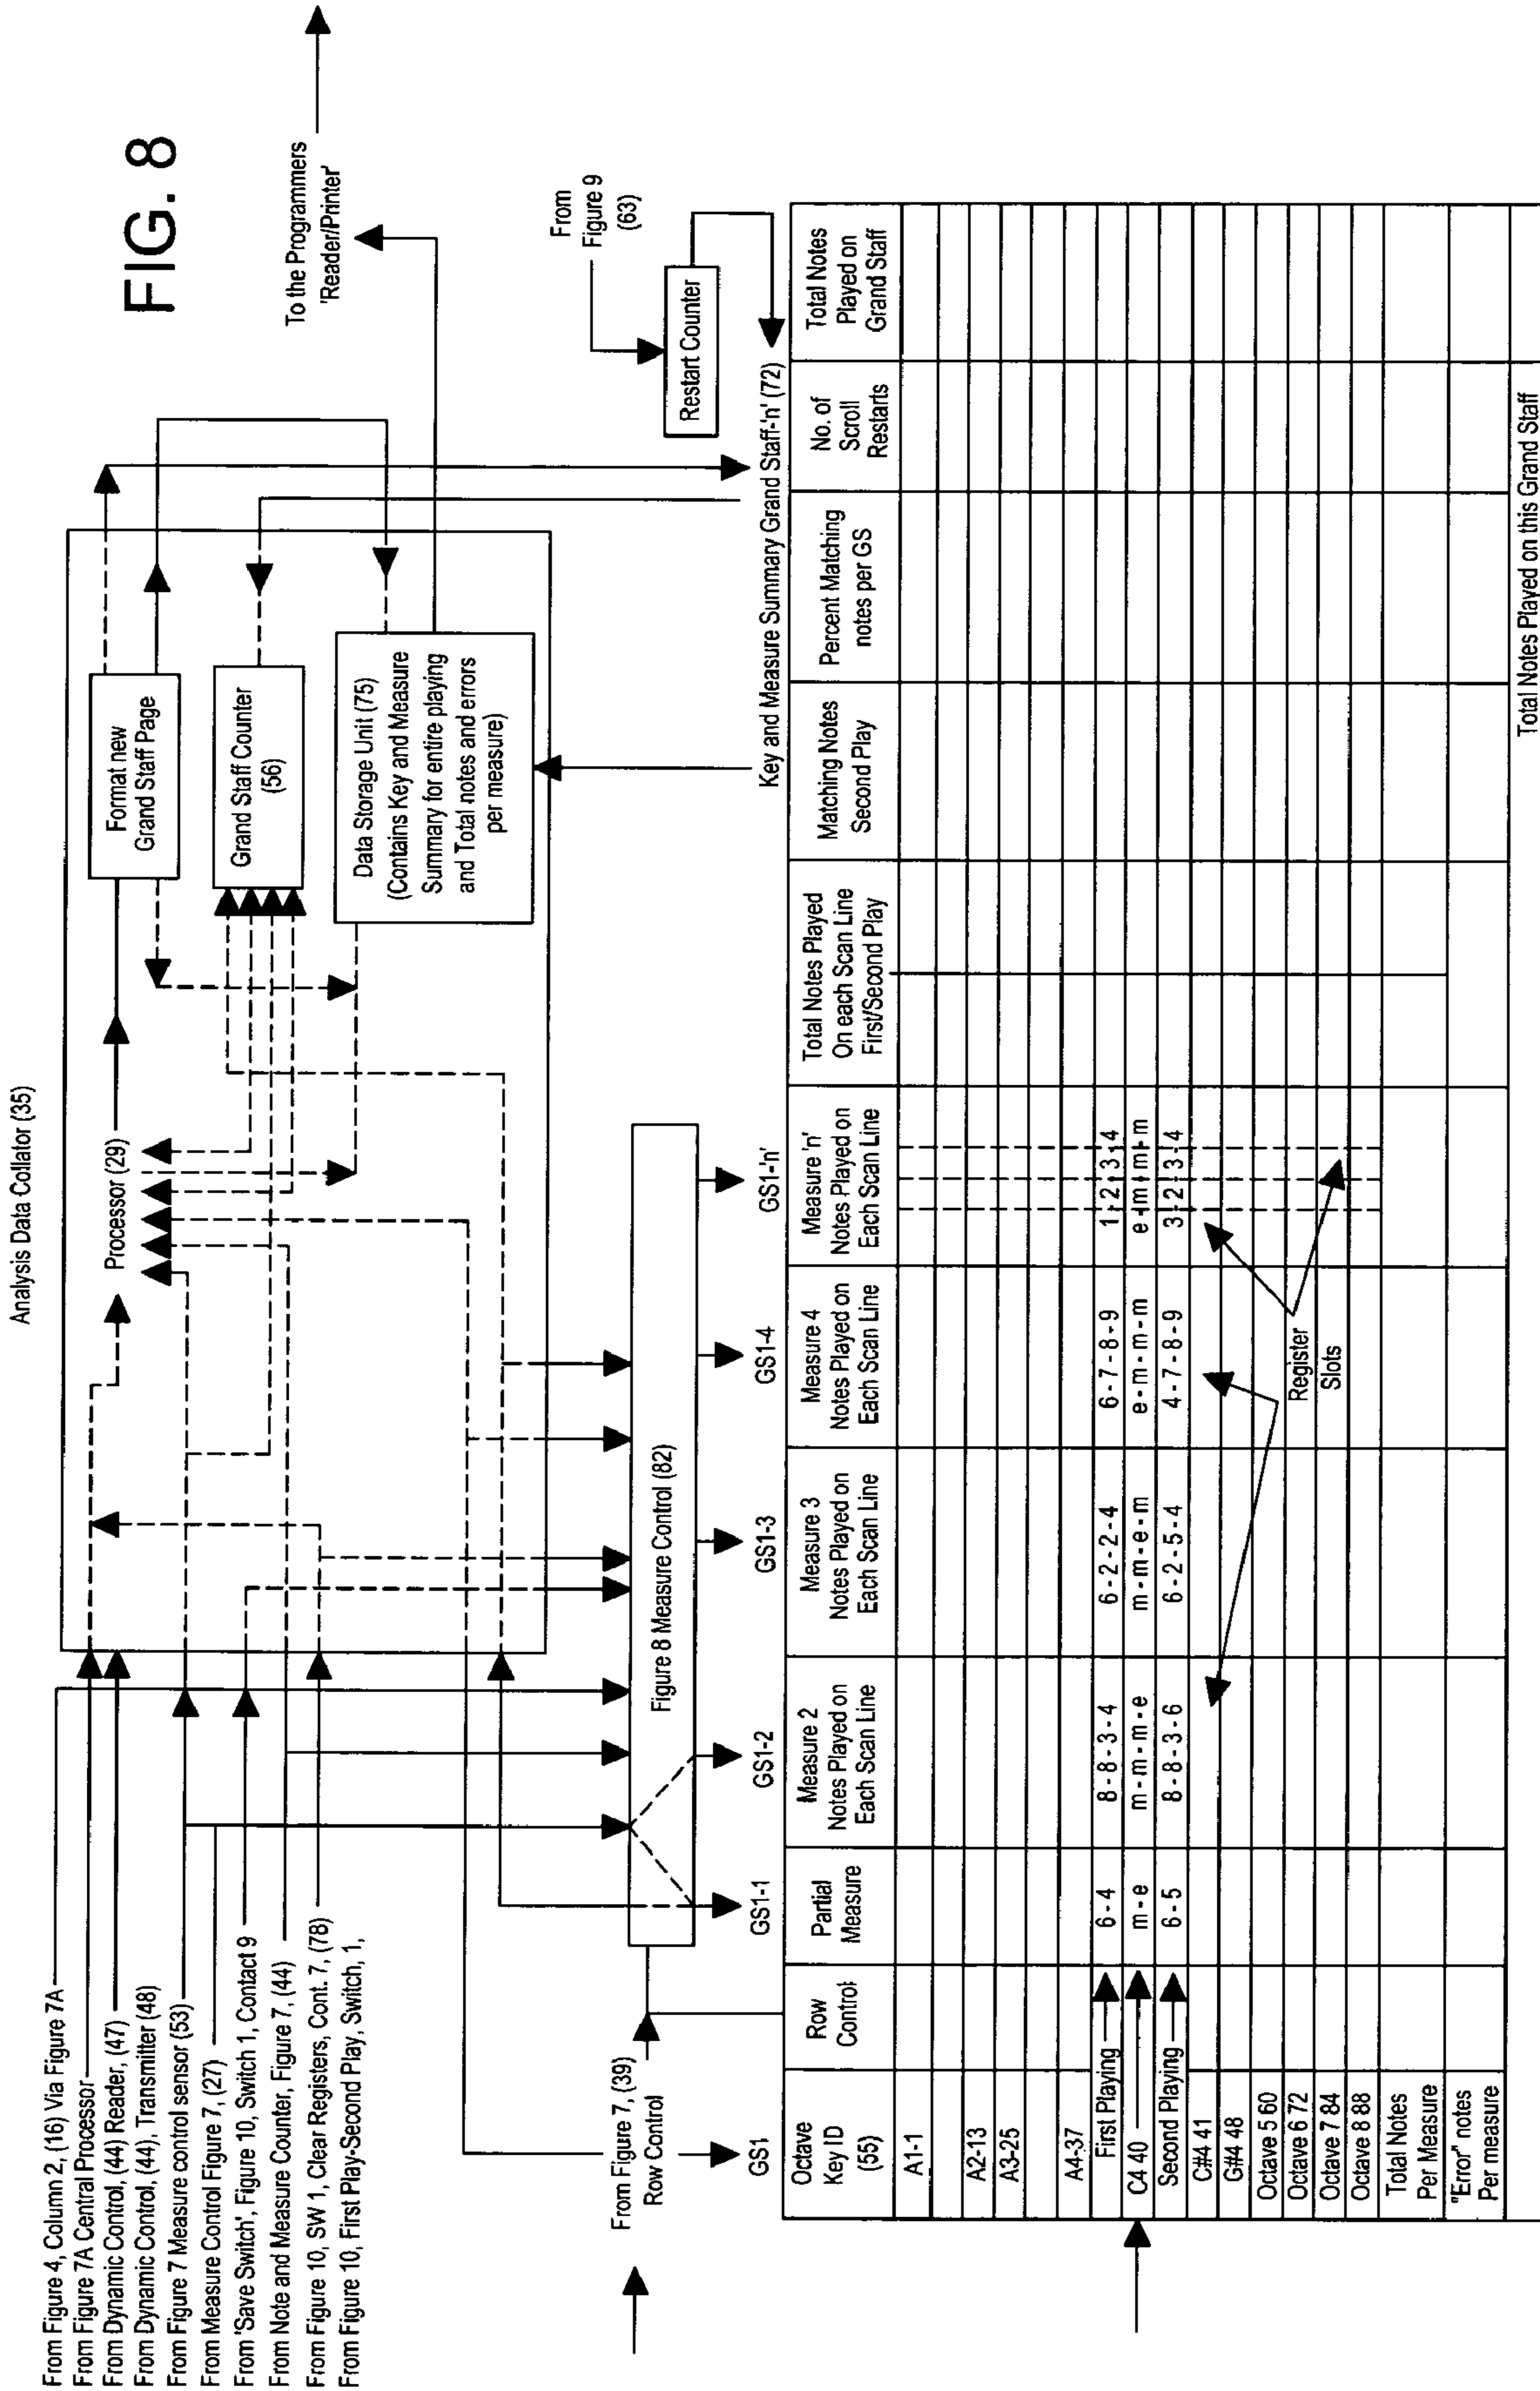 Analysis Data Collator (35)
FIG. 8
From Figure 4, Column 2, (16) Via Figure 7A
From Figure 7A Central Processor
From Dynamic Control, (44) Reader, (47)
From Dynamic Control, (44), Transmitter (48)
From Figure 7 Measure control sensor (53)
From Measure Control Figure 7, (27)
From 'Save Switch', Figure 10, Switch 1, Contact 9
From Note and Measure Counter, Figure 7, (44)
From Figure 10, SW 1, Clear Registers, Cont. 7, (78)
From Figure 10, First Play-Second Play, Switch, 1,
Processor (29)
Format new
Grand Staff Page
Grand Staff Counter
(56)
Data Storage Unit (75)
(Contains Key and Measure
Summary for entire playing
and Total notes and errors
per measure)
To the Programmers
'Reader/Printer'
From
Figure 9
(63)
Restart Counter
From Figure 7, (39)
Row Control
Figure 8 Measure Control (82)
GS1
GS1-1
GS1-2
GS1-3
GS1-4
GS1-'n'
Key and Measure Summary Grand Staff-'n' (72)
Octave
Key ID
(55)
Row
Control
Partial
Measure
Measure 2
Notes Played on
Each Scan Line
Measure 3
Notes Played on
Each Scan Line
Measure 4
Notes Played on
Each Scan Line
Measure 'n'
Notes Played on
Each Scan Line
Total Notes Played
On each Scan Line
First/Second Play
Matching Notes
Second Play
Percent Matching
notes per GS
No. of
Scroll
Restarts
Total Notes
Played on
Grand Staff
A1-1
A2-13
A3-25
A4-37
First Playing
6 - 4
8 - 8 - 3 - 4
6 - 2 - 2 - 4
6 - 7 - 8 - 9
1 - 2 - 3 - 4
C4 40
m - e
m - m - m - e
m - m - e - m
e - m - m - m
e - m - m - m
Second Playing
6 - 5
8 - 8 - 3 - 6
6 - 2 - 5 - 4
4 - 7 - 8 - 9
3 - 2 - 3 - 4
C#4 41
G#4 48
Octave 5 60
Octave 6 72
Octave 7 84
Octave 8 88
Register
Slots
Total Notes
Per Measure
"Error" notes
Per measure
Total Notes Played on this Grand Staff